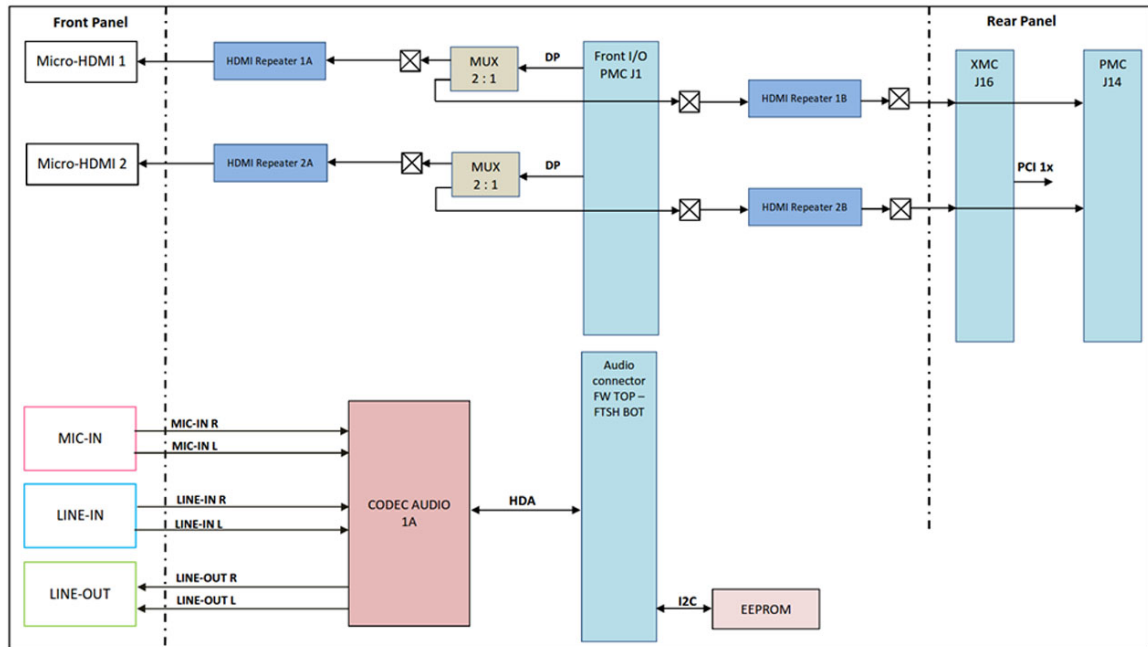 Front Panel
Rear Panel
Micro-HDMI 1
HDMI Repeater 1A
MUX
2 : 1
DP
Front I/O
PMC J1
HDMI Repeater 1B
XMC
J16
PMC
J14
Micro-HDMI 2
HDMI Repeater 2A
MUX
2 : 1
DP
HDMI Repeater 2B
PCI 1x
Audio
connector
FW TOP –
FTSH BOT
MIC-IN
MIC-IN R
MIC-IN L
LINE-IN
LINE-IN R
LINE-IN L
CODEC AUDIO
1A
HDA
LINE-OUT
LINE-OUT R
LINE-OUT L
I2C
EEPROM